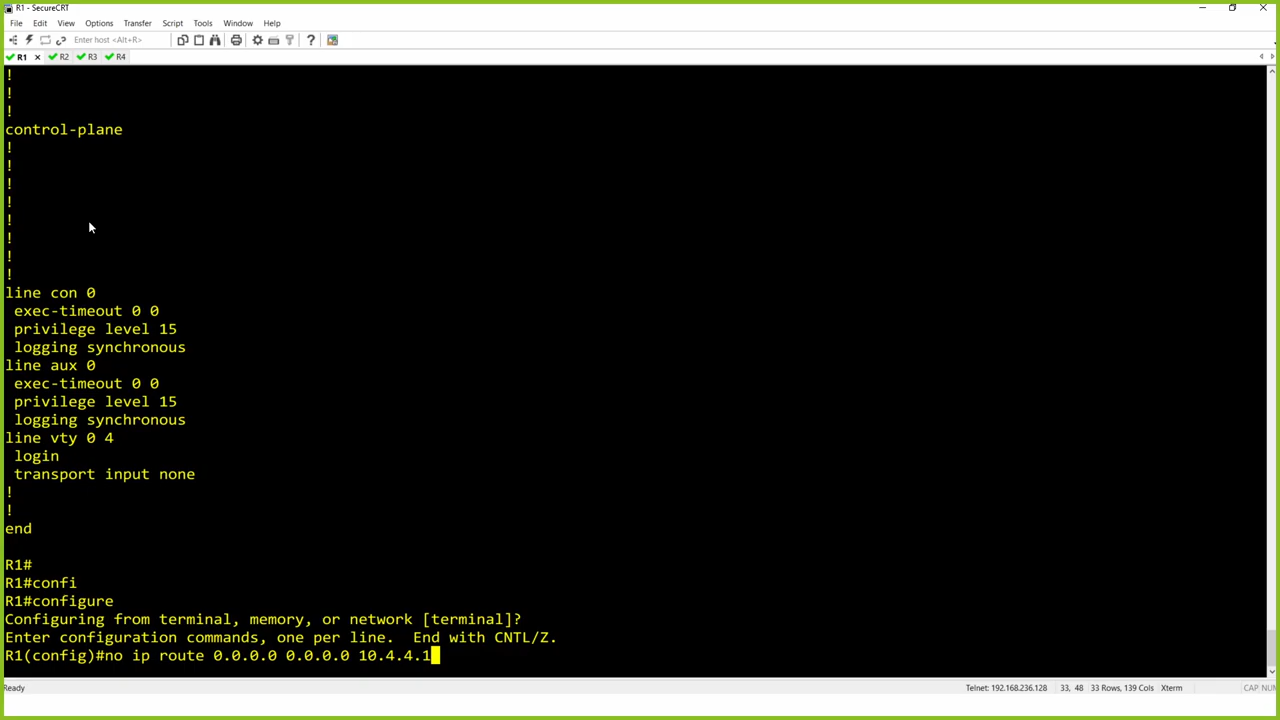 R1 - SecureCRT
File Edit View Options Transfer Script Tools Window Help
Enter host <Alt+R>
R1 R2 R3 R4
!
!
!
control-plane
!
!
!
!
!
!
!
!
line con 0
exec-timeout 0 0
privilege level 15
logging synchronous
line aux 0
exec-timeout 0 0
privilege level 15
logging synchronous
line vty 0 4
login
transport input none
!
!
end
R1#
R1#confi
R1#configure
Configuring from terminal, memory, or network [terminal]?
Enter configuration commands, one per line. End with CNTL/Z.
R1(config)#no ip route 0.0.0.0 0.0.0.0 10.4.4.1
Ready Telnet: 192.168.236.128 33, 48 33 Rows, 139 Cols Xterm CAP NUM